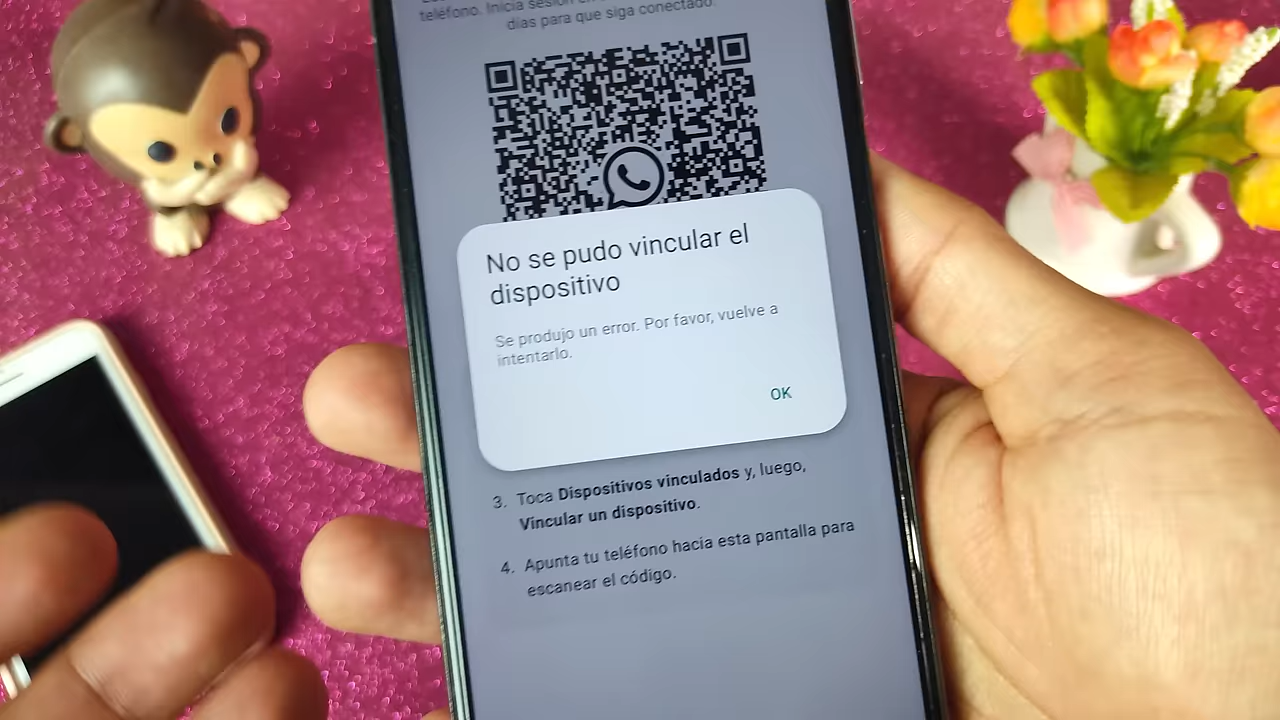 teléfono. Inicia sesión
días para que siga conectado.
No se pudo vincular el
dispositivo
Se produjo un error. Por favor, vuelve a
intentarlo.
OK
3. Toca Dispositivos vinculados y, luego,
Vincular un dispositivo.
4. Apunta tu teléfono hacia esta pantalla para
escanear el código.